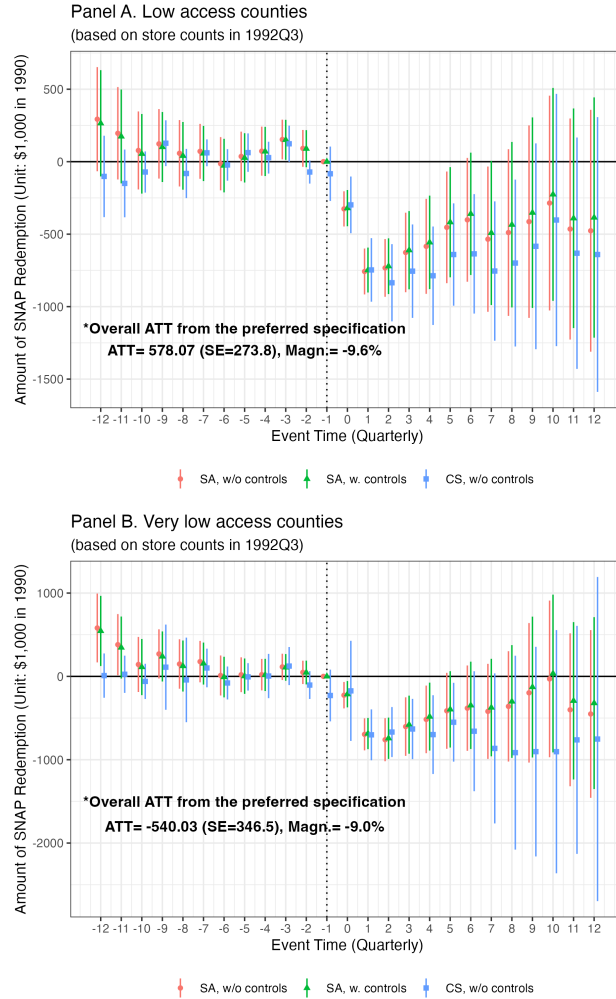 Panel A. Low access counties
(based on store counts in 1992Q3)
Amount of SNAP Redemption (Unit: $1,000 in 1990)
500
0
-500
-1000
-1500
*Overall ATT from the preferred specification
ATT= 578.07 (SE=273.8), Magn.= -9.6%
-12 -11 -10 -9 -8 -7 -6 -5 -4 -3 -2 -1 0 1 2 3 4 5 6 7 8 9 10 11 12
Event Time (Quarterly)
SA, w/o controls SA, w. controls CS, w/o controls
Panel B. Very low access counties
(based on store counts in 1992Q3)
Amount of SNAP Redemption (Unit: $1,000 in 1990)
1000
0
-1000
-2000
*Overall ATT from the preferred specification
ATT= -540.03 (SE=346.5), Magn.= -9.0%
-12 -11 -10 -9 -8 -7 -6 -5 -4 -3 -2 -1 0 1 2 3 4 5 6 7 8 9 10 11 12
Event Time (Quarterly)
SA, w/o controls SA, w. controls CS, w/o controls